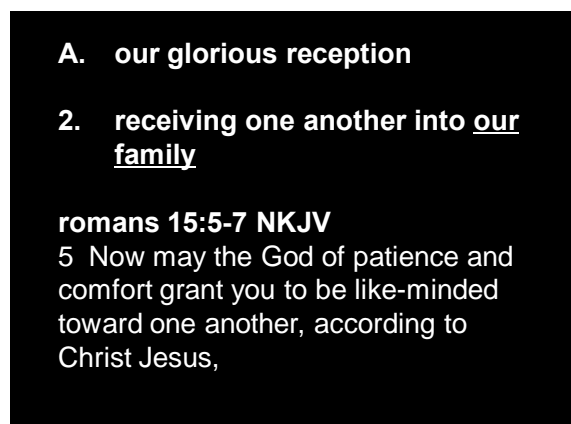 A. our glorious reception
2. receiving one another into our
family
romans 15:5-7 NKJV
5 Now may the God of patience and
comfort grant you to be like-minded
toward one another, according to
Christ Jesus,